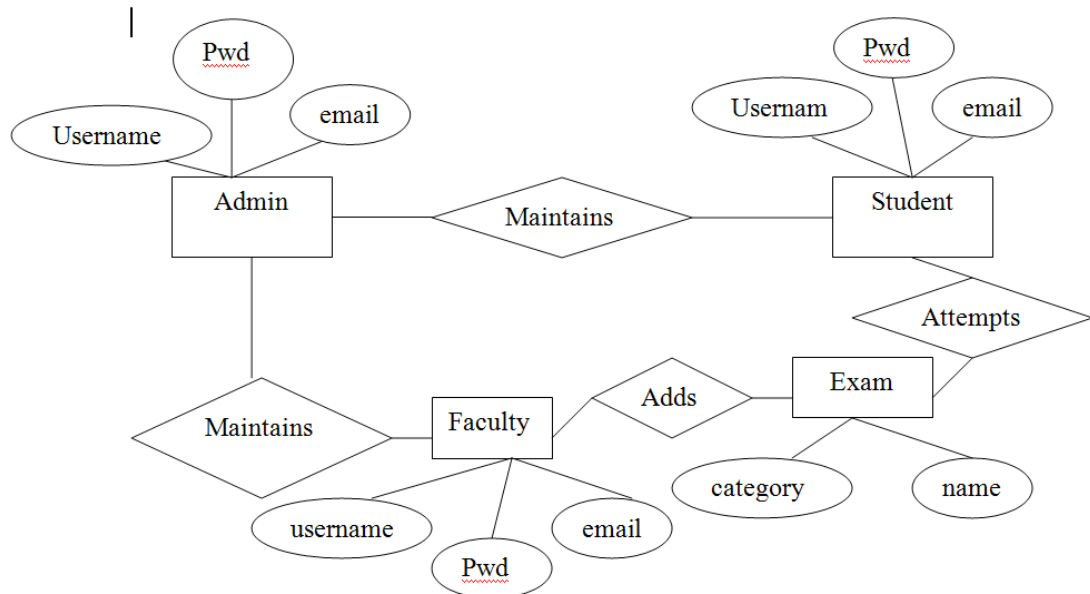 Pwd
Username
email
Pwd
Usernam
email
Admin
Maintains
Student
Attempts
Maintains
Faculty
Adds
Exam
username
Pwd
email
category
name